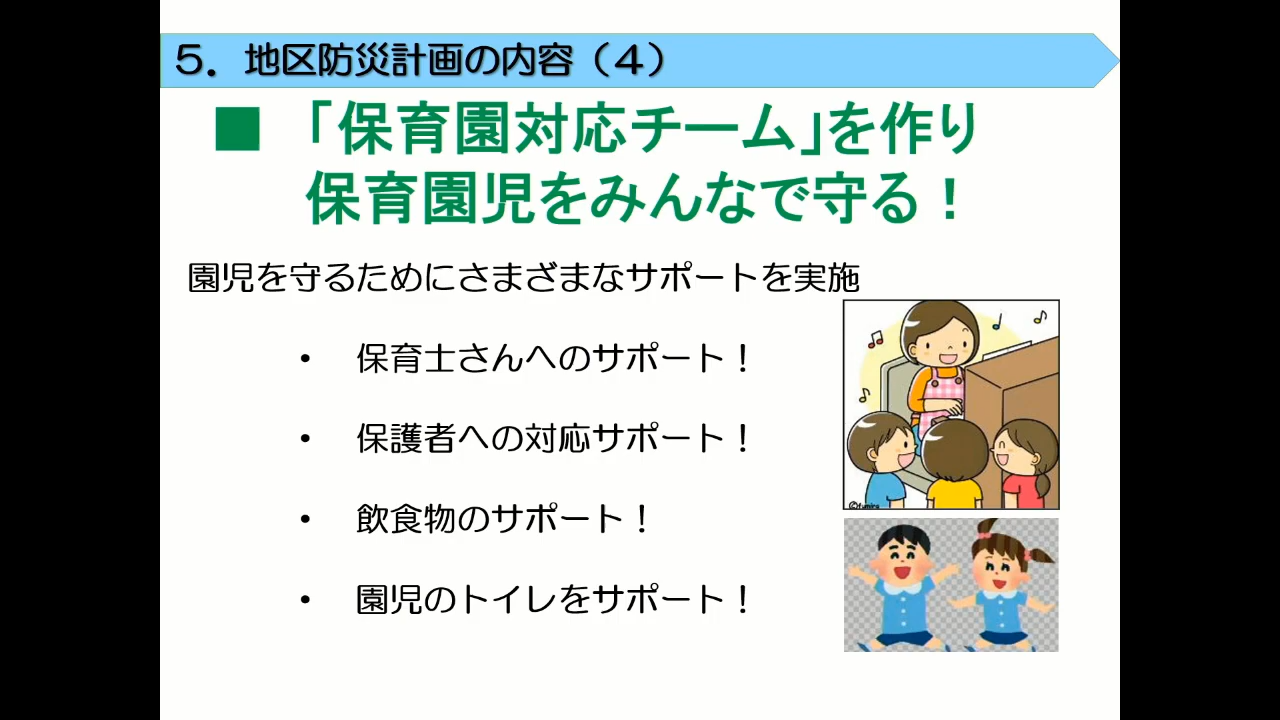 ５．地区防災計画の内容（４）
■ 「保育園対応チーム」を作り
保育園児をみんなで守る！
園児を守るためにさまざまなサポートを実施
• 保育士さんへのサポート！
• 保護者への対応サポート！
• 飲食物のサポート！
• 園児のトイレをサポート！
©fumira